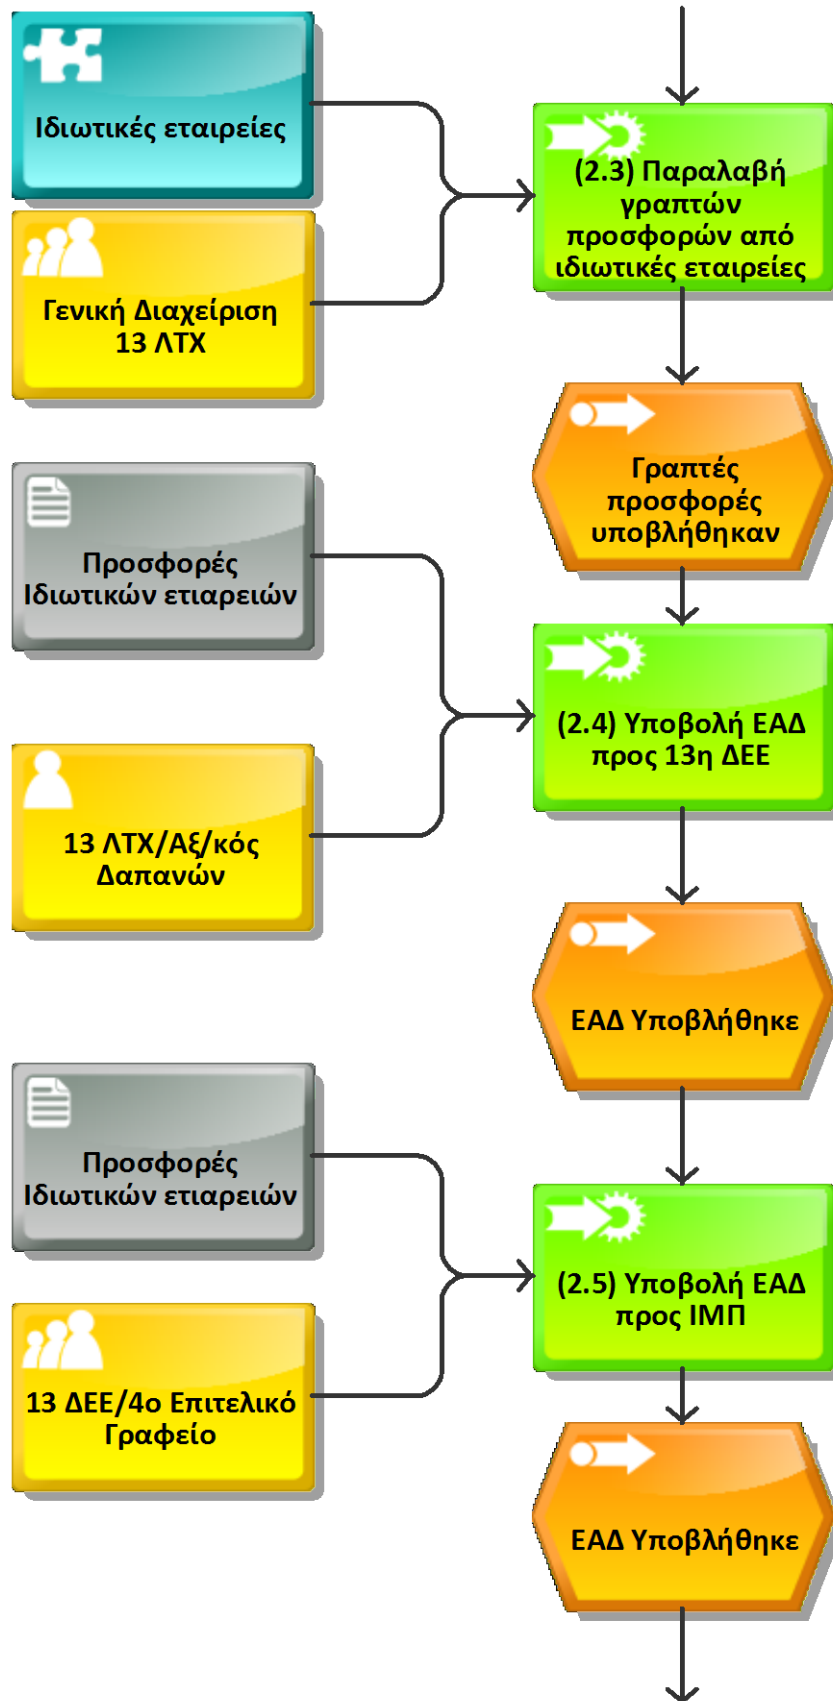 Ιδιωτικές εταιρείες
(2.3) Παραλαβή
γραπτών
προσφορών από
ιδιωτικές εταιρείες
Γενική Διαχείριση
13 ΛΤΧ
Γραπτές
προσφορές
υποβλήθηκαν
Προσφορές
Ιδιωτικών ετιαρειών
(2.4) Υποβολή ΕΑΔ
προς 13η ΔΕΕ
13 ΛΤΧ/Αξ/κός
Δαπανών
ΕΑΔ Υποβλήθηκε
Προσφορές
Ιδιωτικών ετιαρειών
(2.5) Υποβολή ΕΑΔ
προς ΙΜΠ
13 ΔΕΕ/4ο Επιτελικό
Γραφείο
ΕΑΔ Υποβλήθηκε